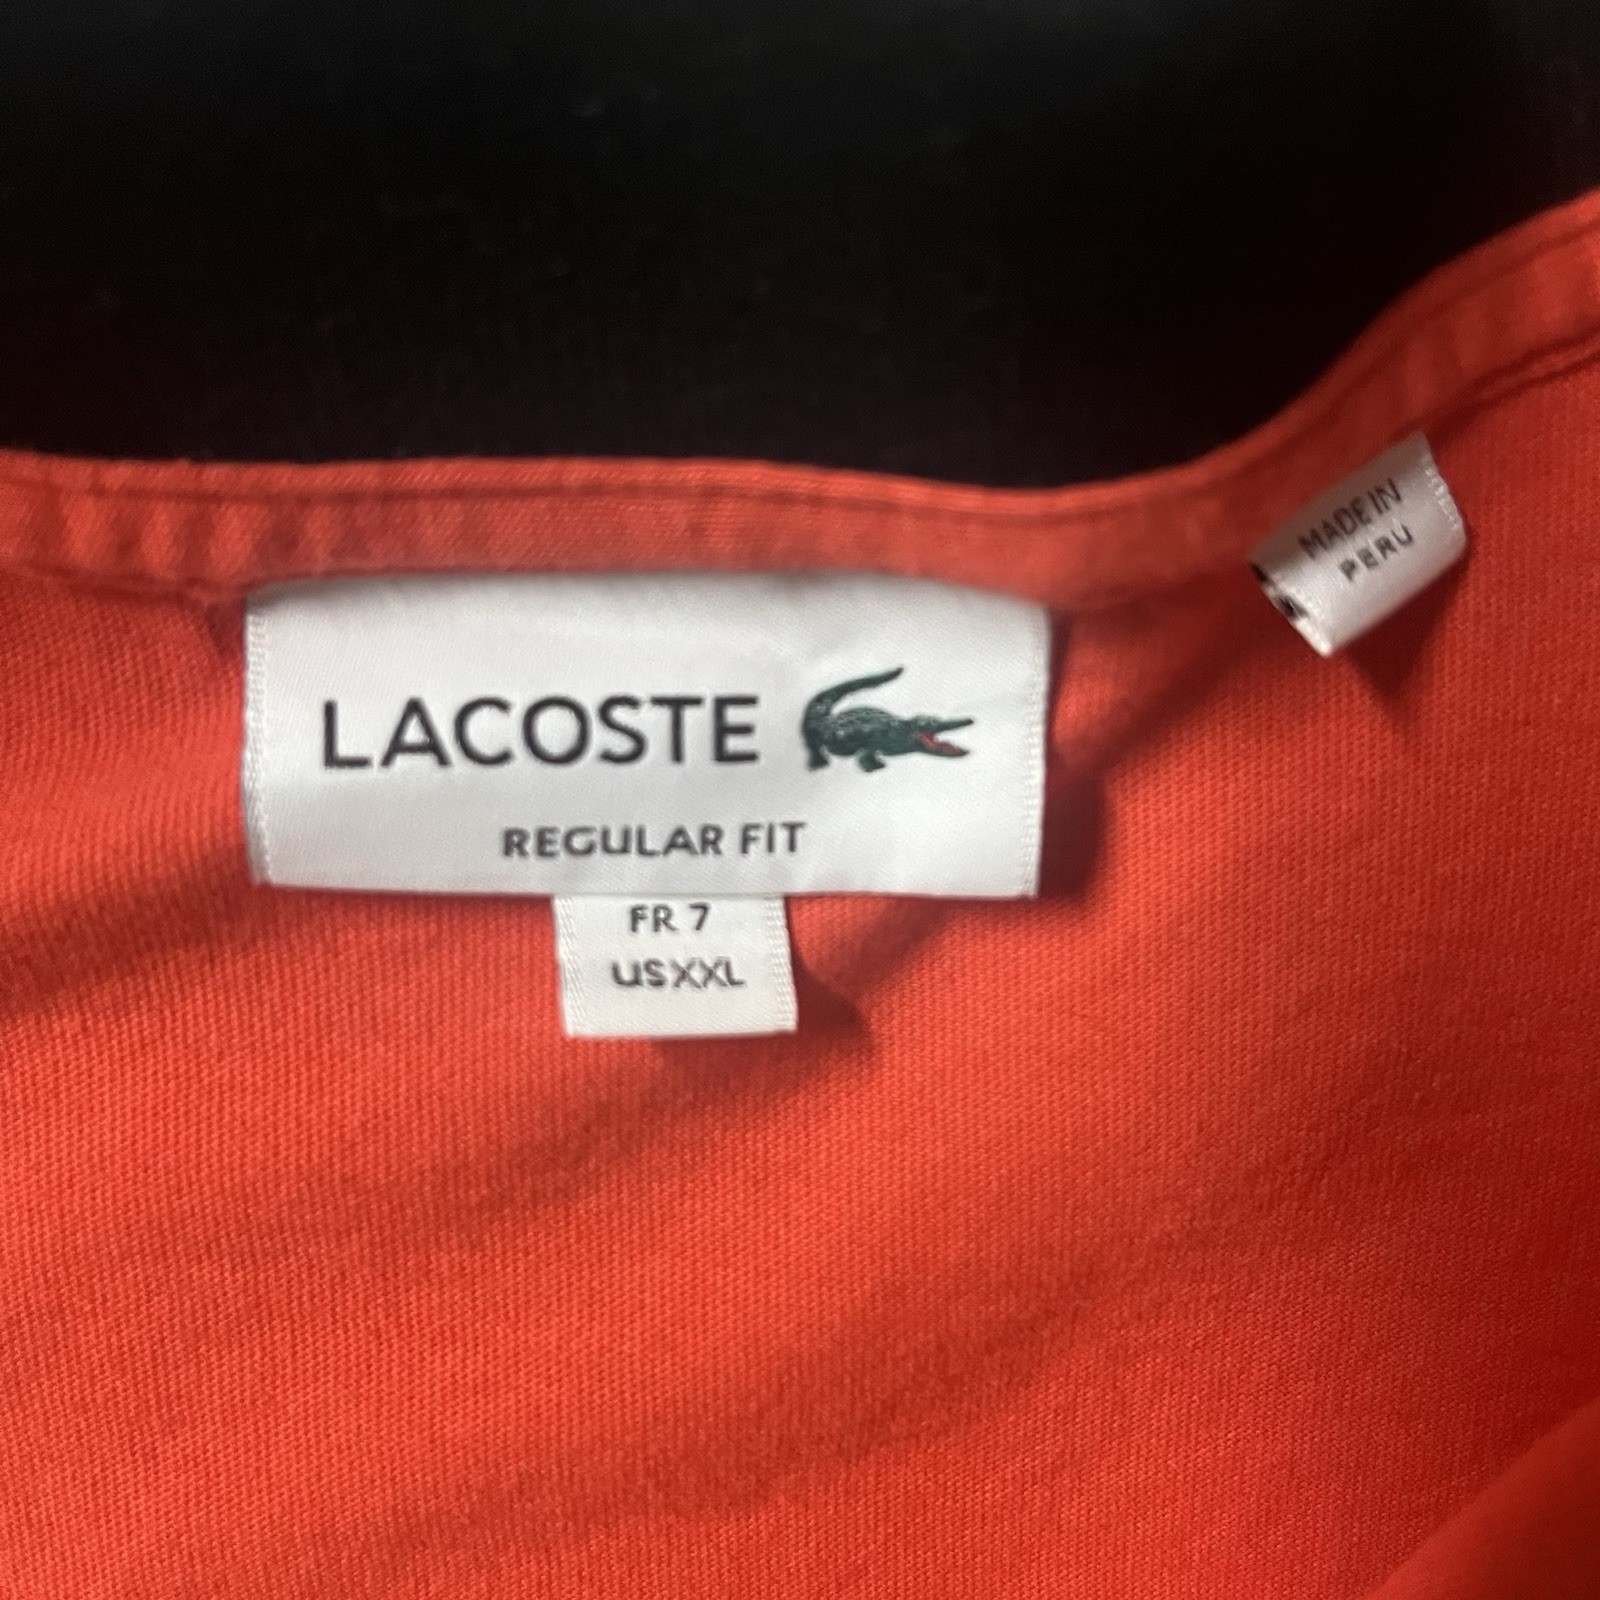 LACOSTE
REGULAR FIT
FR 7
US XXL
MADE IN
PERU